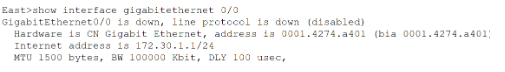 East>show interface gigabitethernet 0/0
GigabitEthernet0/0 is down, line protocol is down (disabled)
Hardware is CN Gigabit Ethernet, address is 0001.4274.a401 (bia 0001.4274.a401)
Internet address is 172.30.1.1/24
MTU 1500 bytes, BW 100000 Kbit, DLY 100 usec,